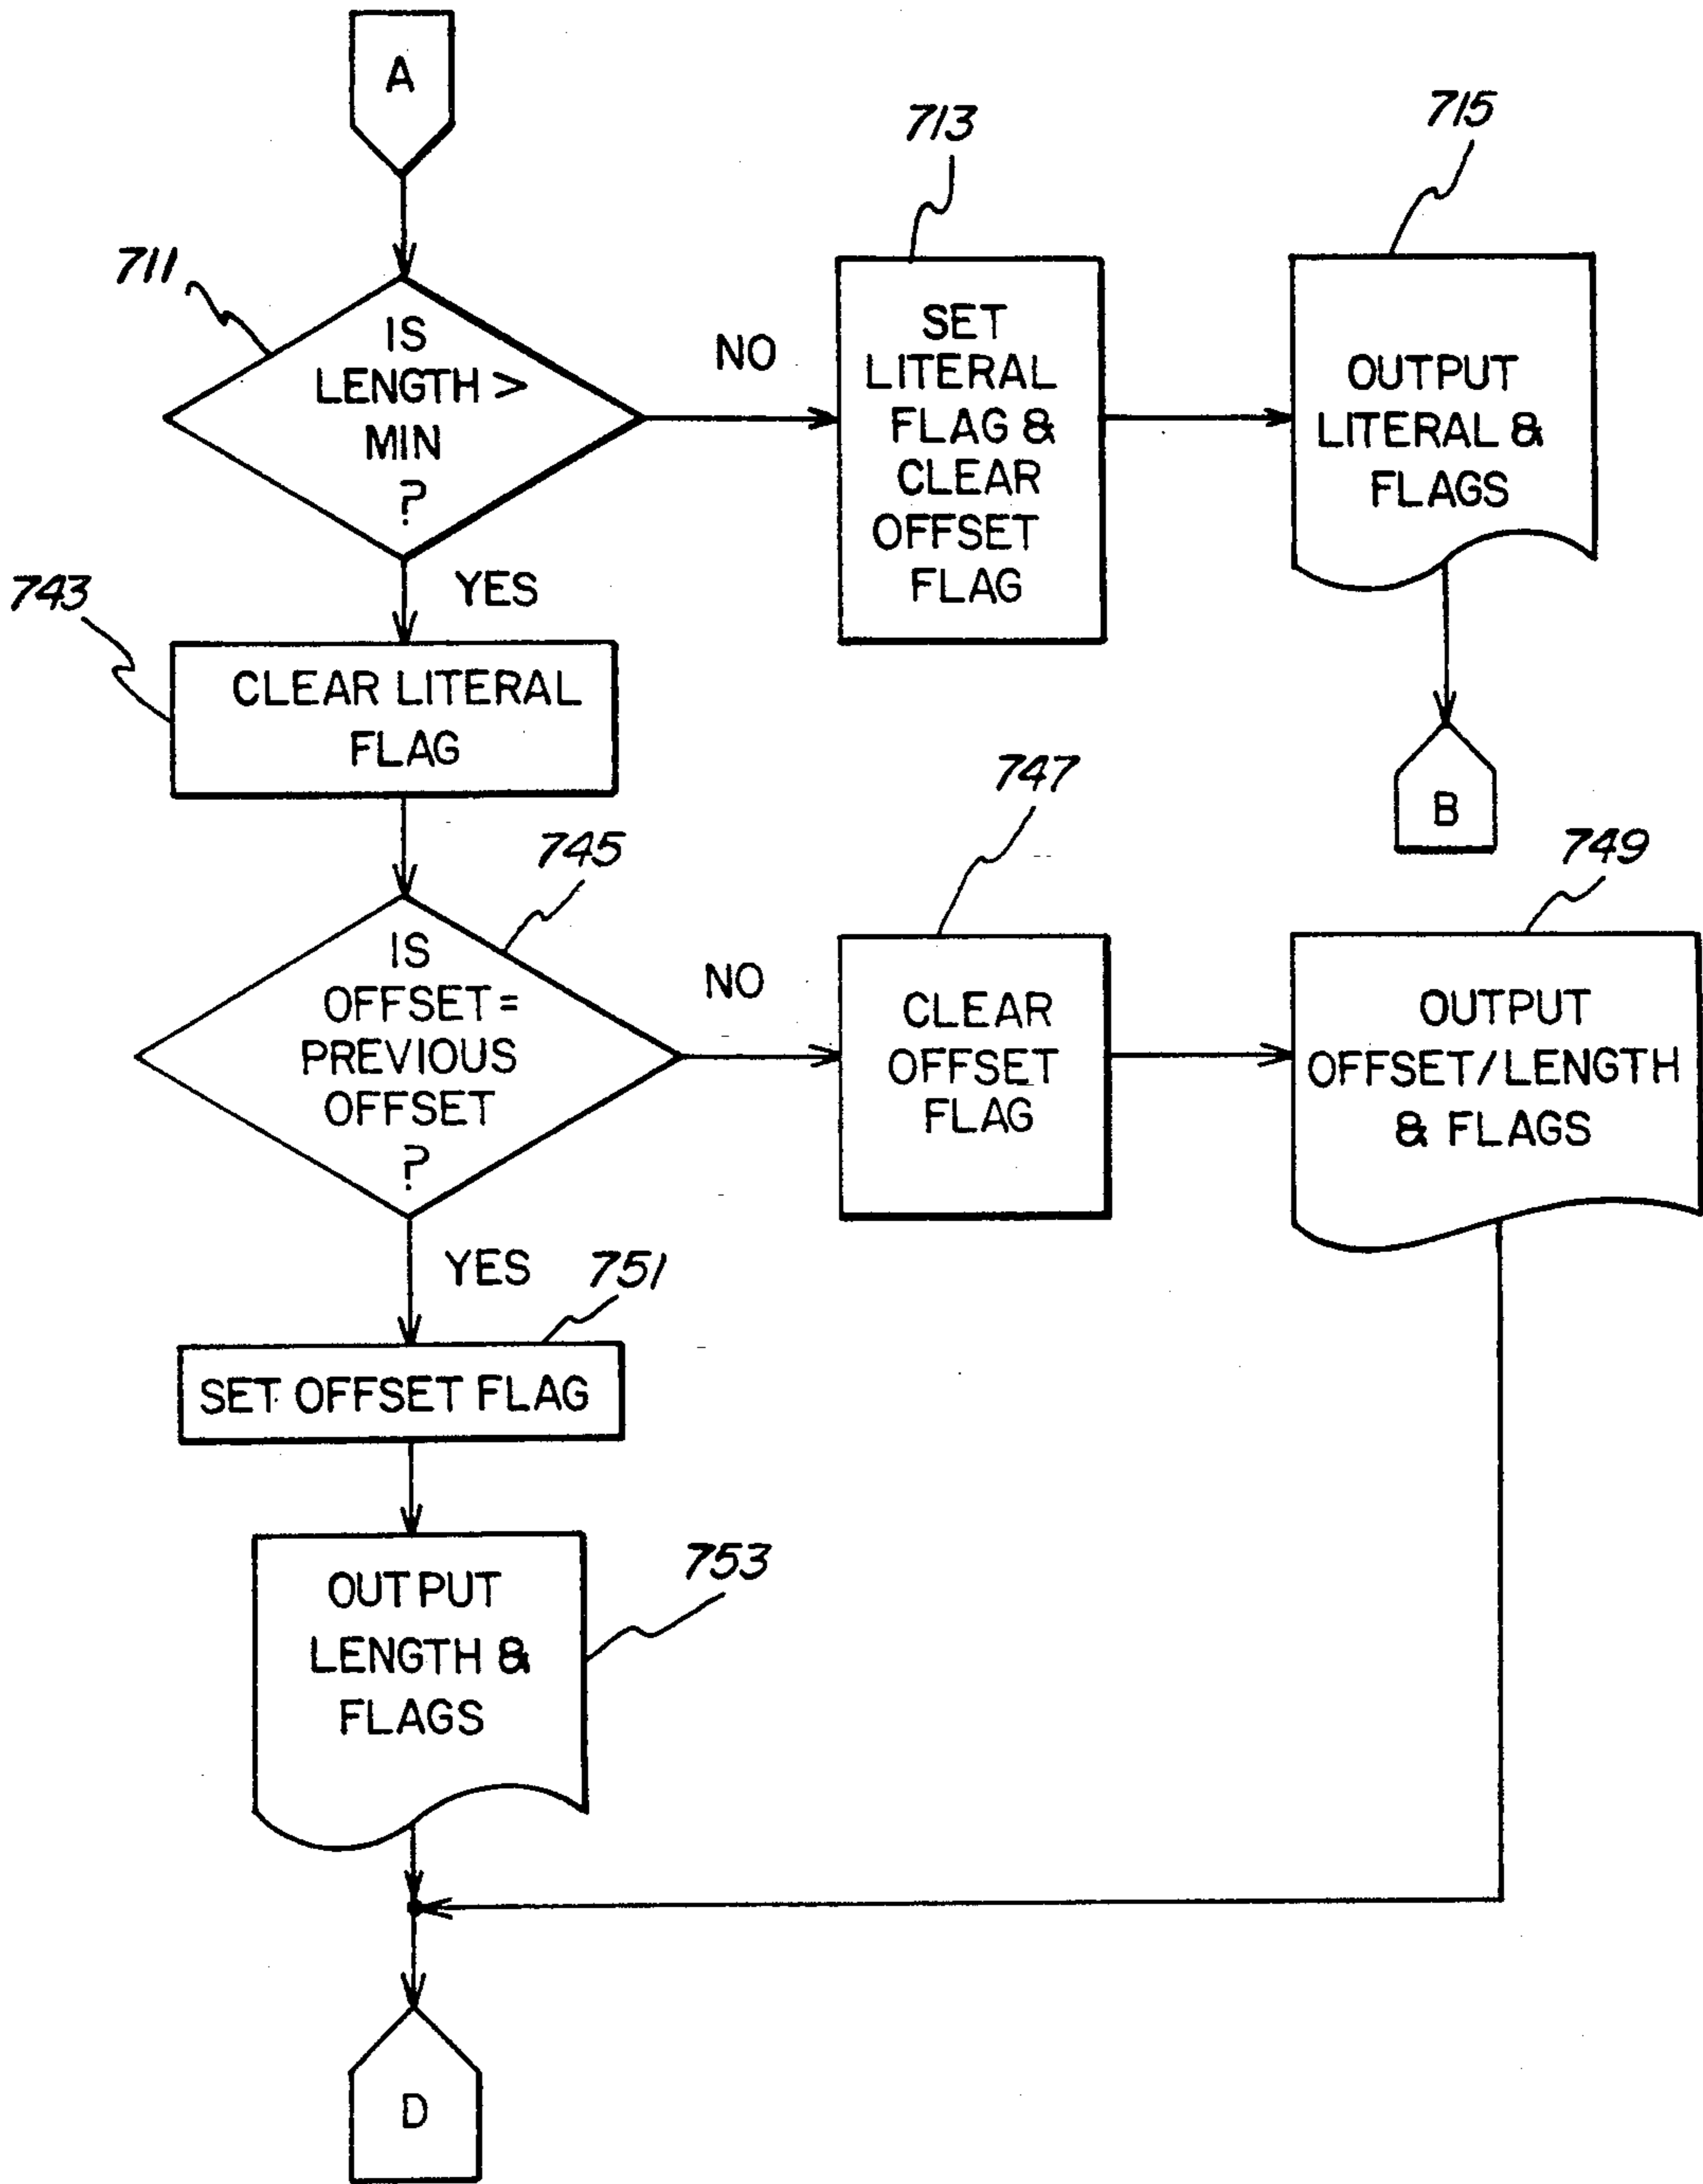 A
711
IS
LENGTH >
MIN
?
NO
713
SET
LITERAL
FLAG &
CLEAR
OFFSET
FLAG
715
OUTPUT
LITERAL &
FLAGS
B
YES
743
CLEAR LITERAL
FLAG
745
IS
OFFSET =
PREVIOUS
OFFSET
?
NO
747
CLEAR
OFFSET
FLAG
749
OUTPUT
OFFSET/LENGTH
& FLAGS
YES
751
SET OFFSET FLAG
753
OUTPUT
LENGTH &
FLAGS
D